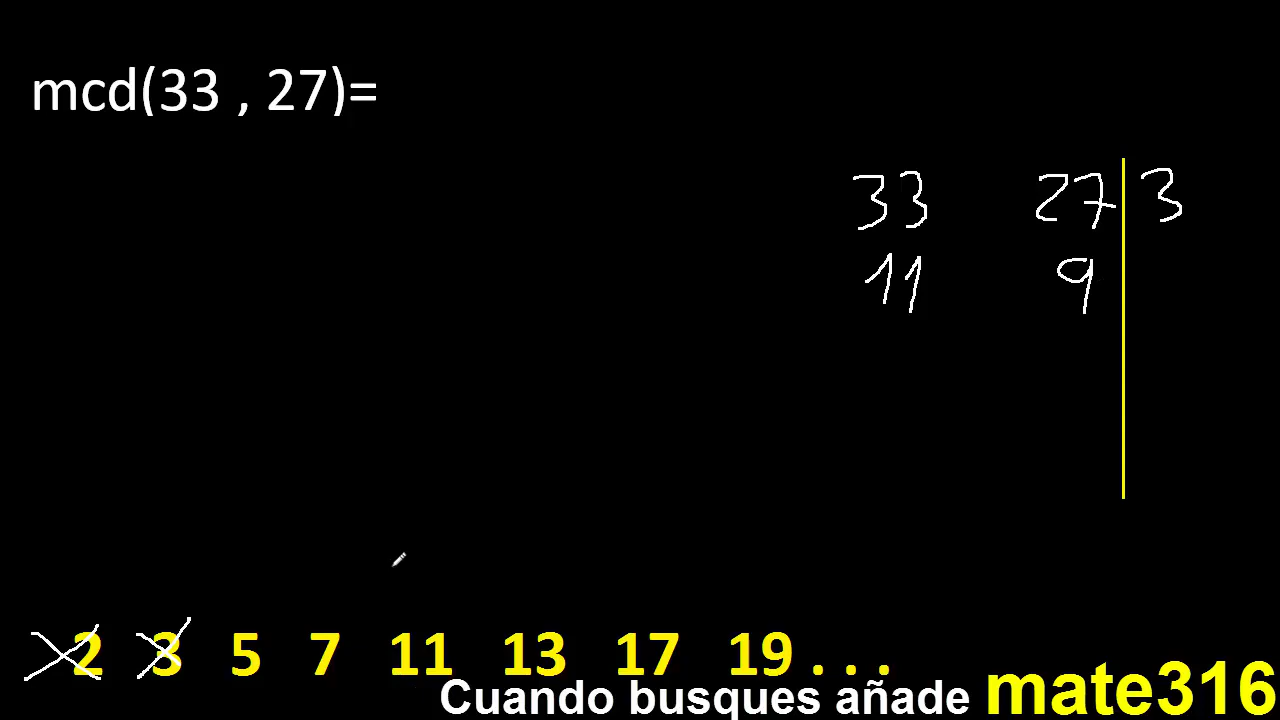 mcd(33 , 27)=
33 27 3
11 9
2 3 5 7 11 13 17 19 . . .
Cuando busques añade mate316